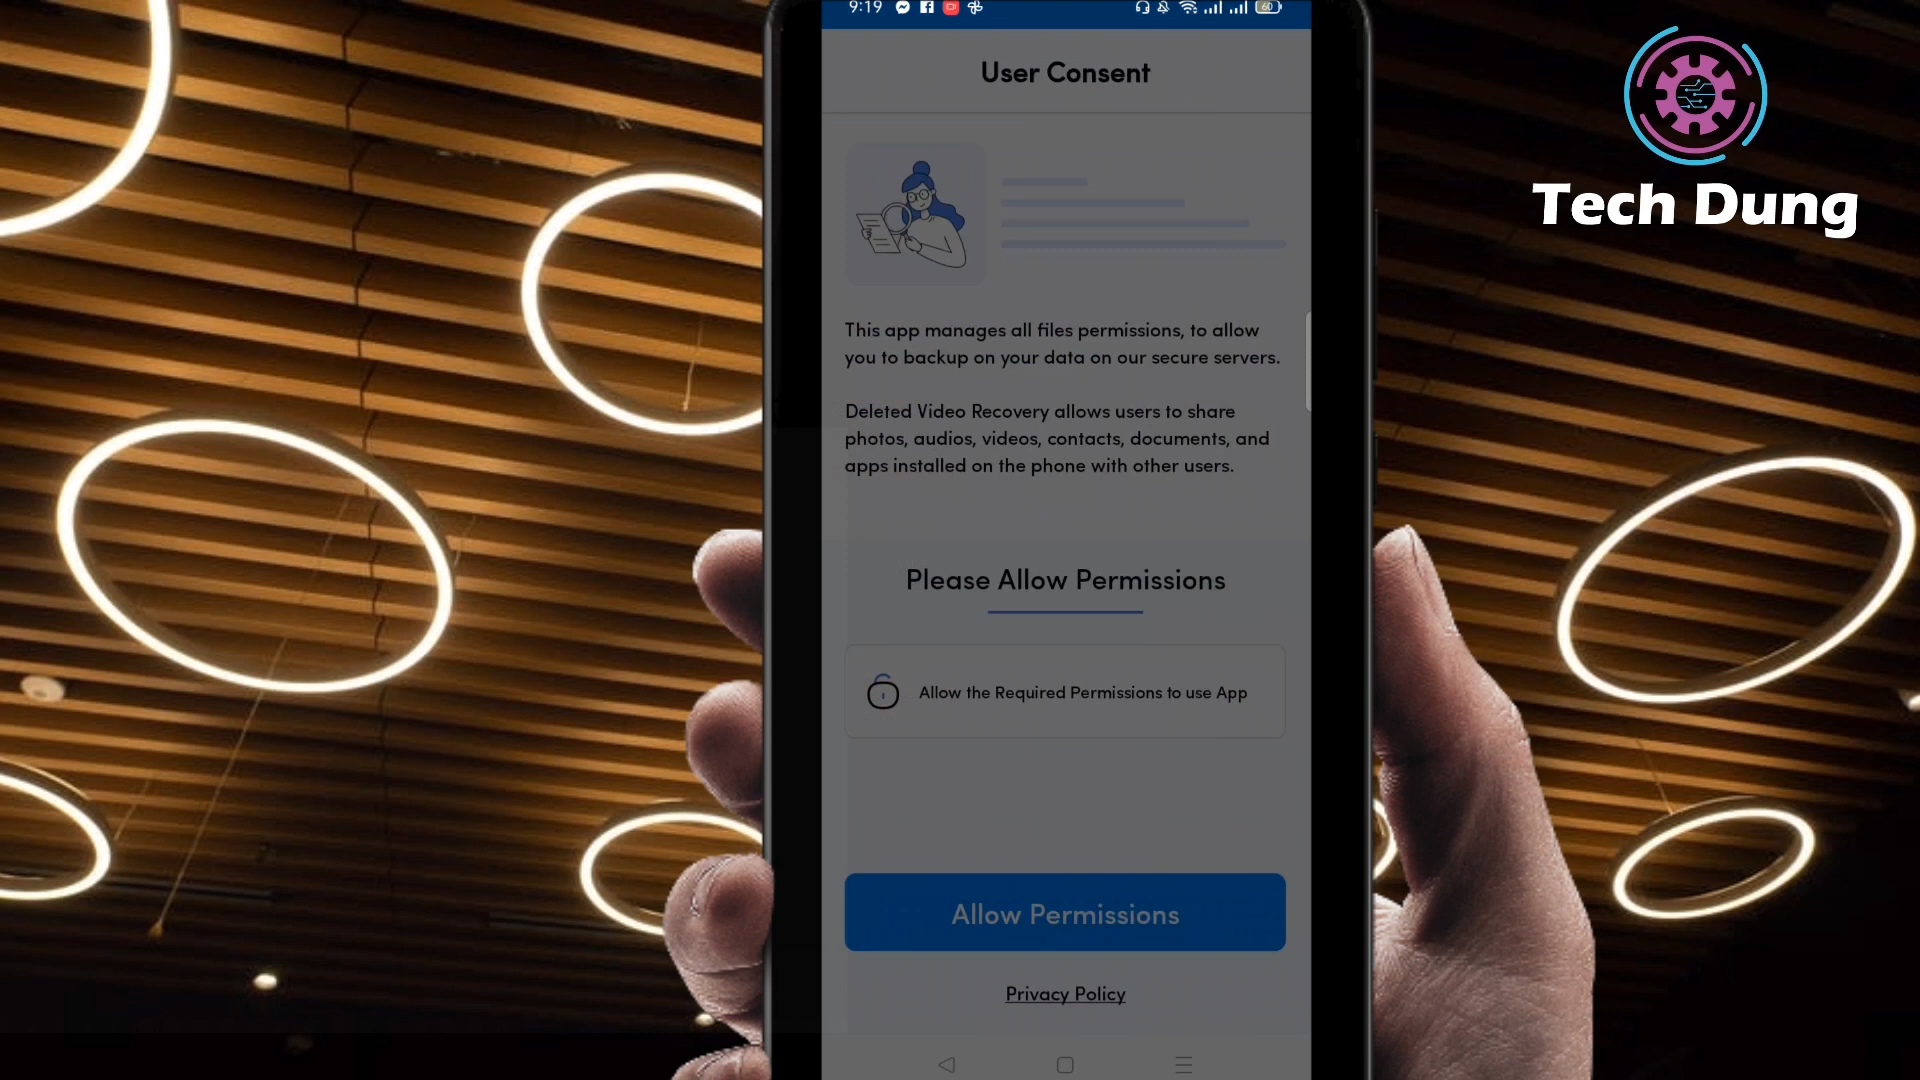 9:19
60
User Consent
Tech Dung
This app manages all files permissions, to allow
you to backup on your data on our secure servers.
Deleted Video Recovery allows users to share
photos, audios, videos, contacts, documents, and
apps installed on the phone with other users.
Please Allow Permissions
Allow the Required Permissions to use App
Allow Permissions
Privacy Policy